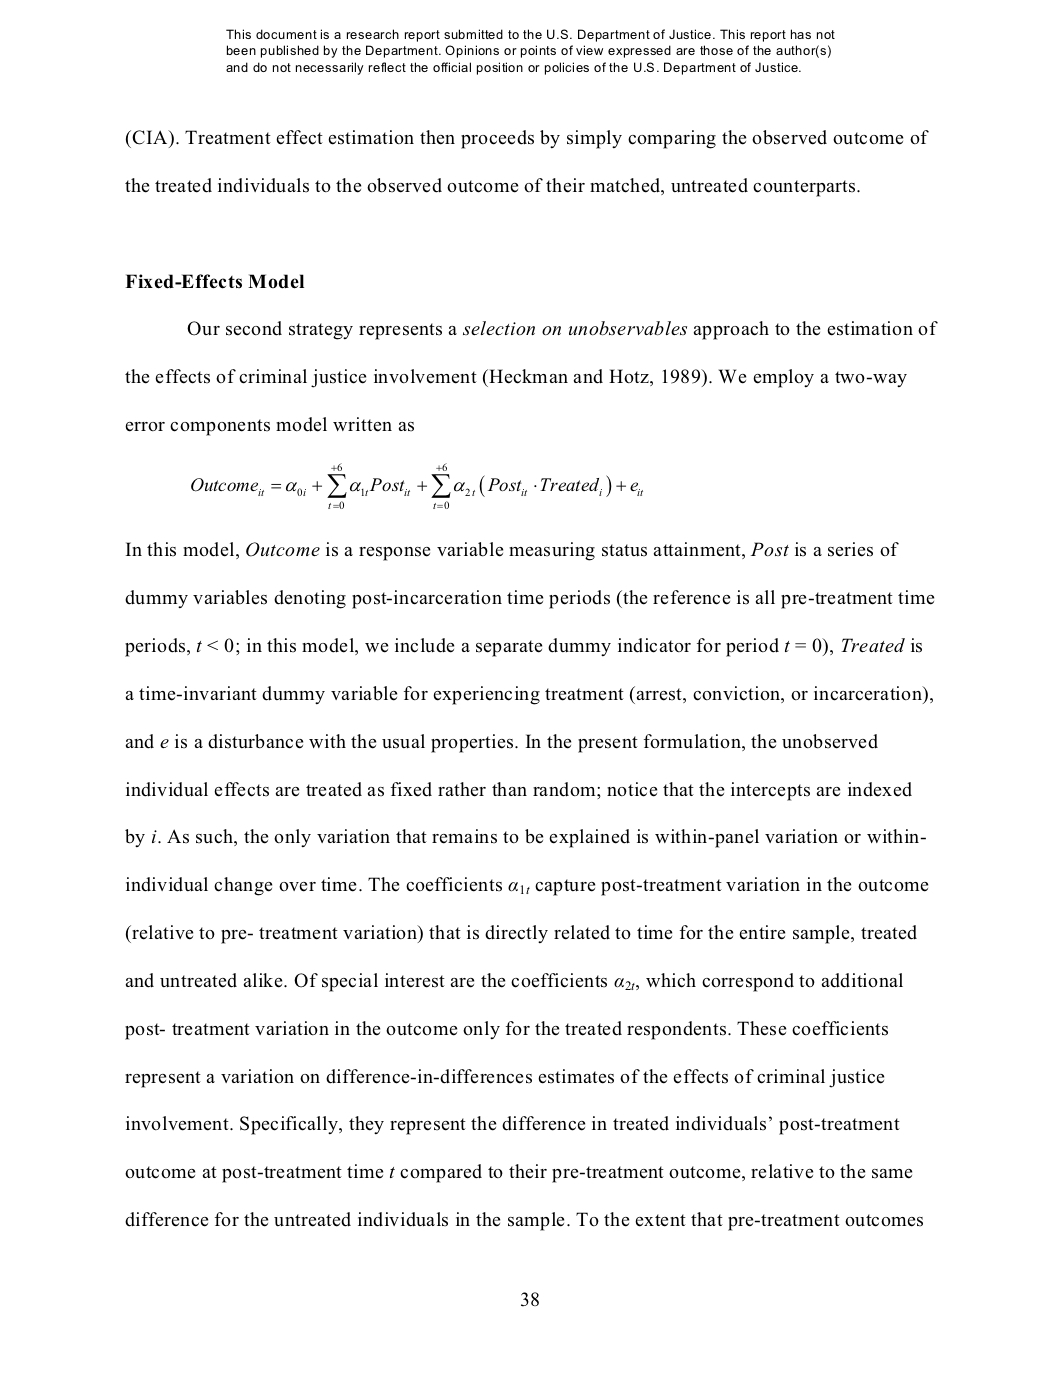 This document is a research report submitted to the U.S. Department of Justice. This report has not
been published by the Department. Opinions or points of view expressed are those of the author(s)
and do not necessarily reflect the official position or policies of the U.S. Department of Justice.
(CIA). Treatment effect estimation then proceeds by simply comparing the observed outcome of
the treated individuals to the observed outcome of their matched, untreated counterparts.
Fixed-Effects Model
Our second strategy represents a selection on unobservables approach to the estimation of
the effects of criminal justice involvement (Heckman and Hotz, 1989). We employ a two-way
error components model written as
Outcome_{it} = α_{0i} + ∑_{t=0}^{+6} α_{1t} Post_{it} + ∑_{t=0}^{+6} α_{2t} (Post_{it} · Treated_i) + e_{it}
In this model, Outcome is a response variable measuring status attainment, Post is a series of
dummy variables denoting post-incarceration time periods (the reference is all pre-treatment time
periods, t < 0; in this model, we include a separate dummy indicator for period t = 0), Treated is
a time-invariant dummy variable for experiencing treatment (arrest, conviction, or incarceration),
and e is a disturbance with the usual properties. In the present formulation, the unobserved
individual effects are treated as fixed rather than random; notice that the intercepts are indexed
by i. As such, the only variation that remains to be explained is within-panel variation or within-
individual change over time. The coefficients α_{1t} capture post-treatment variation in the outcome
(relative to pre- treatment variation) that is directly related to time for the entire sample, treated
and untreated alike. Of special interest are the coefficients α_{2t}, which correspond to additional
post- treatment variation in the outcome only for the treated respondents. These coefficients
represent a variation on difference-in-differences estimates of the effects of criminal justice
involvement. Specifically, they represent the difference in treated individuals’ post-treatment
outcome at post-treatment time t compared to their pre-treatment outcome, relative to the same
difference for the untreated individuals in the sample. To the extent that pre-treatment outcomes
38